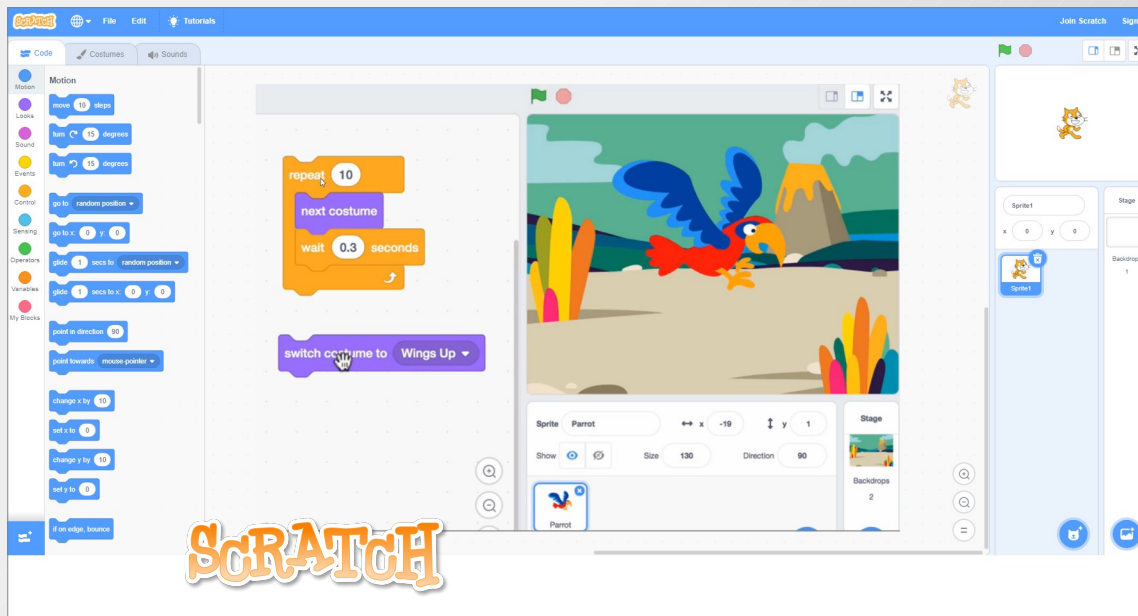 SCRATCH File Edit Tutorials Join Scratch
Code Costumes Sounds
Motion
Looks
Sound
Events
Control
Sensing
Operators
Variables
My Blocks
Motion
move 10 steps
turn 15 degrees
turn 15 degrees
go to random position
go to x: 0 y: 0
glide 1 secs to random position
glide 1 secs to x: 0 y: 0
point in direction 90
point towards mouse-pointer
change x by 10
set x to 0
change y by 10
set y to 0
if on edge, bounce
repeat 10
next costume
wait 0.3 seconds
switch costume to Wings Up
Sprite Parrot x -19 y 1
Show Size 130 Direction 90
Parrot
Stage
Backdrops
2
Sprite1
x 0 y 0
Sprite1
Stage
1
SCRATCH